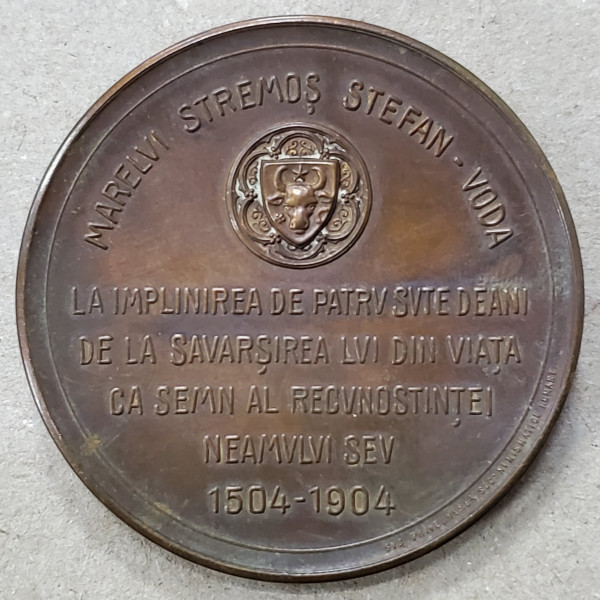 MARELVI STREMOȘ STEFAN-VODA
LA IMPLINIREA DE PATRV SVTE DE ANI
DE LA SAVARȘIREA LVI DIN VIAȚA
CA SEMN AL RECVNOSTINȚEI
NEAMVLVI SEV
1504-1904